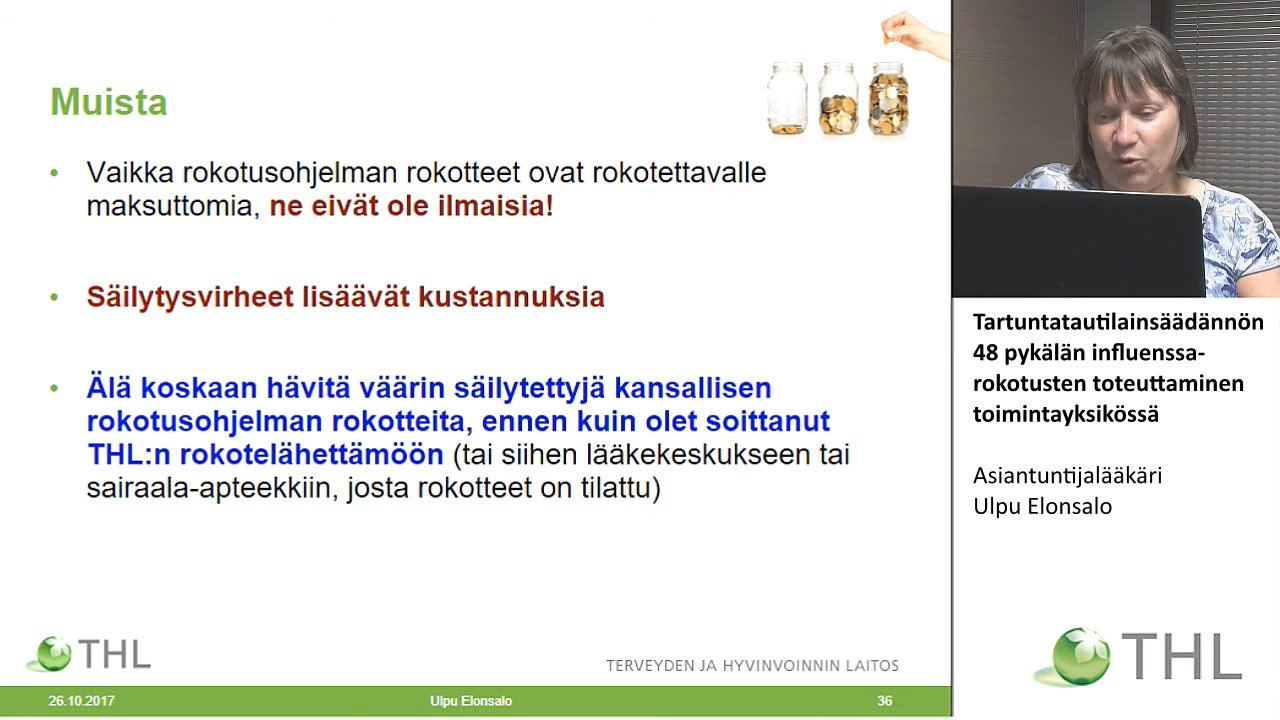 Muista
• Vaikka rokotusohjelman rokotteet ovat rokotettavalle
maksuttomia, ne eivät ole ilmaisia!
• Säilytysvirheet lisäävät kustannuksia
• Älä koskaan hävitä väärin säilytettyjä kansallisen
rokotusohjelman rokotteita, ennen kuin olet soittanut
THL:n rokotelähettämöön (tai siihen lääkekeskukseen tai
sairaala-apteekkiin, josta rokotteet on tilattu)
THL
TERVEYDEN JA HYVINVOINNIN LAITOS
26.10.2017
Ulpu Elonsalo
36
Tartuntatautilainsäädännön
48 pykälän influenssa-
rokotusten toteuttaminen
toimintayksikössä
Asiantuntijalääkäri
Ulpu Elonsalo
THL